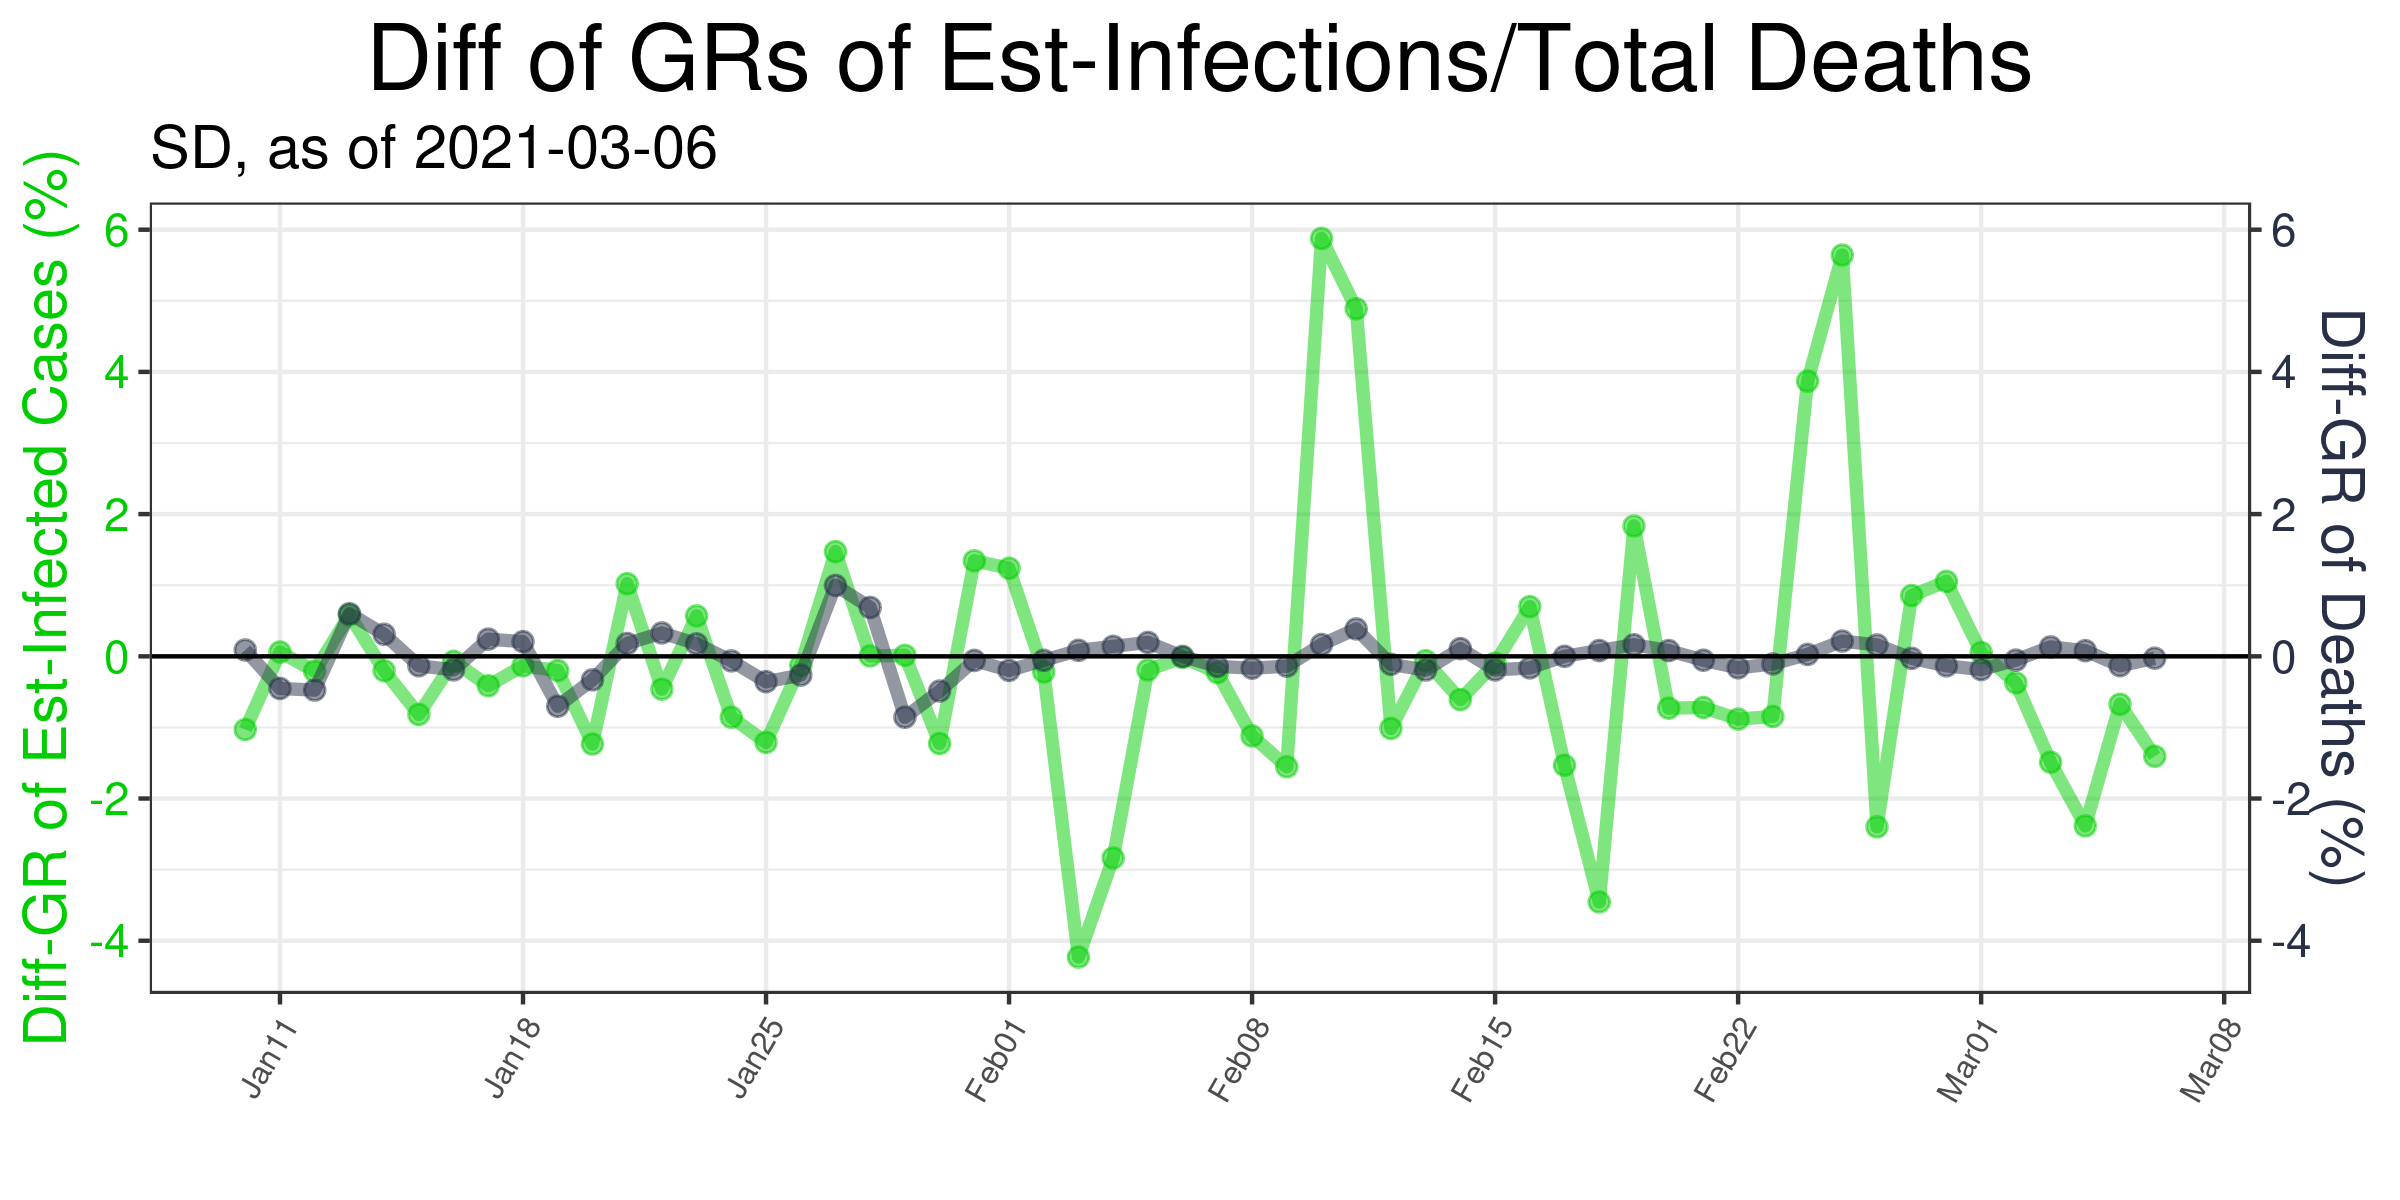 Diff of GRs of Est-Infections/Total Deaths
SD, as of 2021-03-06
Diff-GR of Est-Infected Cases (%)
6
4
2
0
-2
-4
6
4
2
0
-2
-4
Diff-GR of Deaths (%)
Jan11
Jan18
Jan25
Feb01
Feb08
Feb15
Feb22
Mar01
Mar08